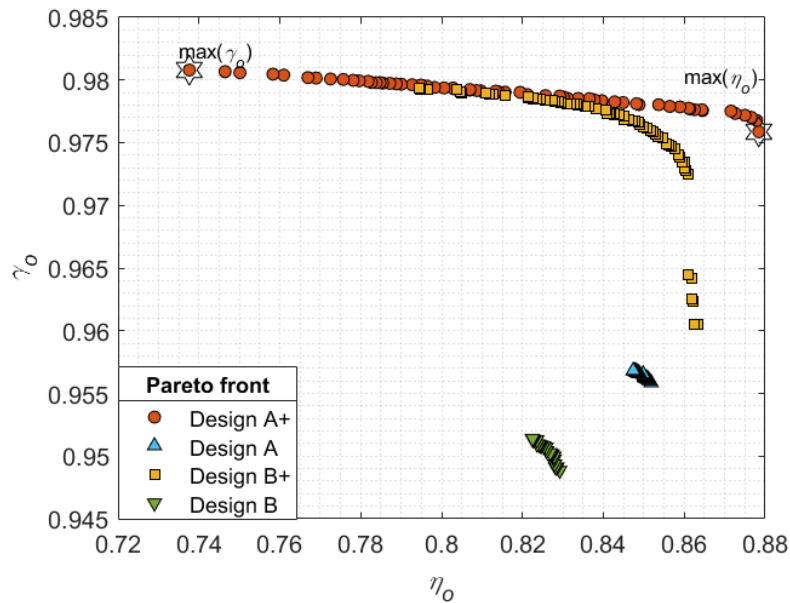 0.985
0.98
0.975
0.97
0.965
0.96
0.955
0.95
0.945
γₒ
max(γₒ)
max(ηₒ)
Pareto front
Design A+
Design A
Design B+
Design B
0.72 0.74 0.76 0.78 0.8 0.82 0.84 0.86 0.88
ηₒ